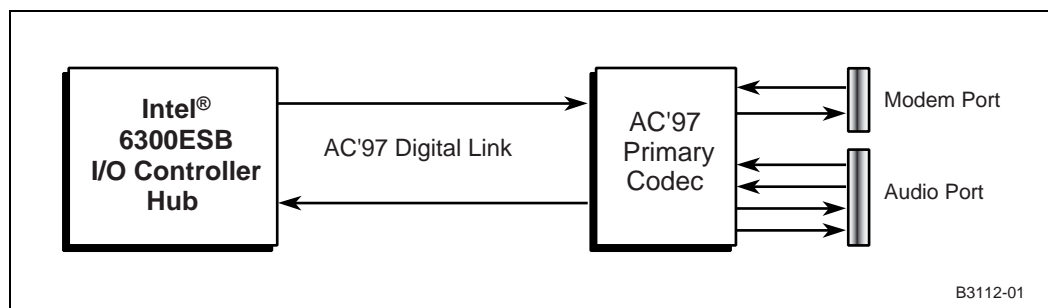 Intel®
6300ESB
I/O Controller
Hub
AC'97 Digital Link
AC'97
Primary
Codec
Modem Port
Audio Port
B3112-01